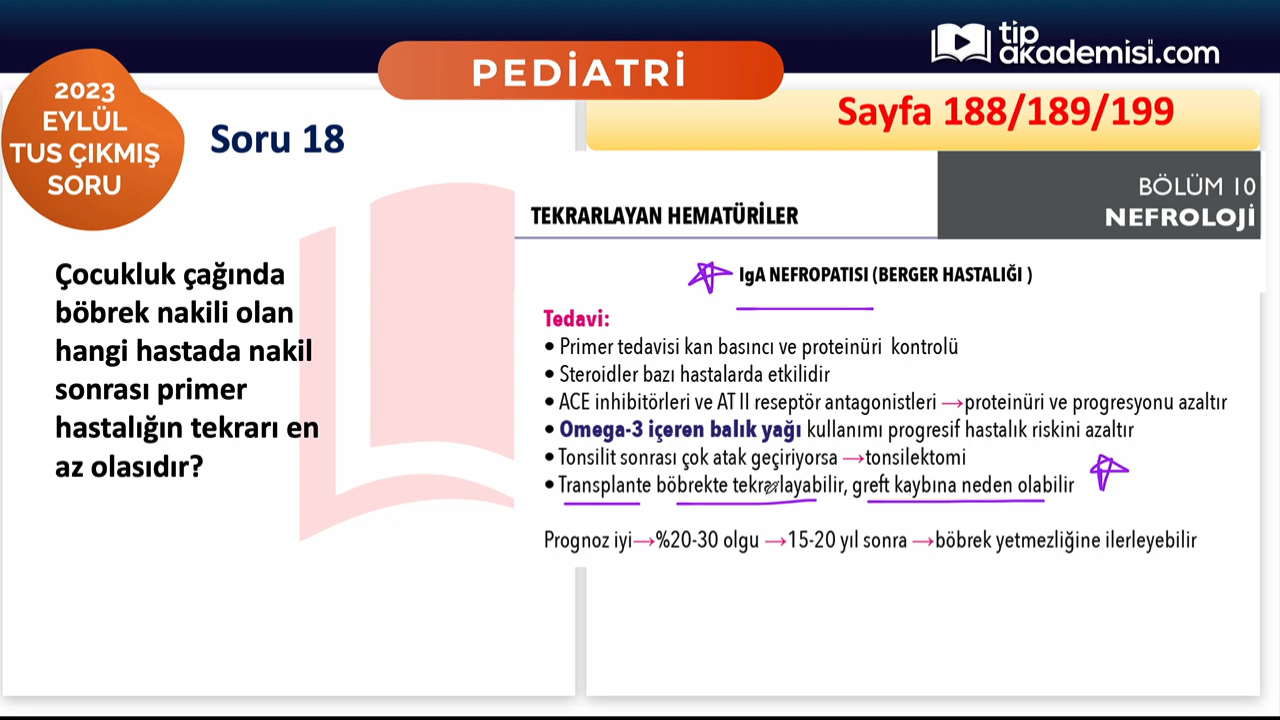 tıp
akademisi.com
PEDİATRİ
2023
EYLÜL
TUS ÇIKMIŞ
SORU
Soru 18
Sayfa 188/189/199
BÖLÜM 10
NEFROLOJİ
TEKRARLAYAN HEMATÜRİLER
Çocukluk çağında
böbrek nakili olan
hangi hastada nakil
sonrası primer
hastalığın tekrarı en
az olasıdır?
IgA NEFROPATISI (BERGER HASTALIĞI )
Tedavi:
• Primer tedavisi kan basıncı ve proteinüri kontrolü
• Steroidler bazı hastalarda etkilidir
• ACE inhibitörleri ve AT II reseptör antagonistleri →proteinüri ve progresyonu azaltır
• Omega-3 içeren balık yağı kullanımı progresif hastalık riskini azaltır
• Tonsilit sonrası çok atak geçiriyorsa →tonsilektomi
• Transplante böbrekte tekrarlayabilir, greft kaybına neden olabilir
Prognoz iyi→%20-30 olgu →15-20 yıl sonra →böbrek yetmezliğine ilerleyebilir